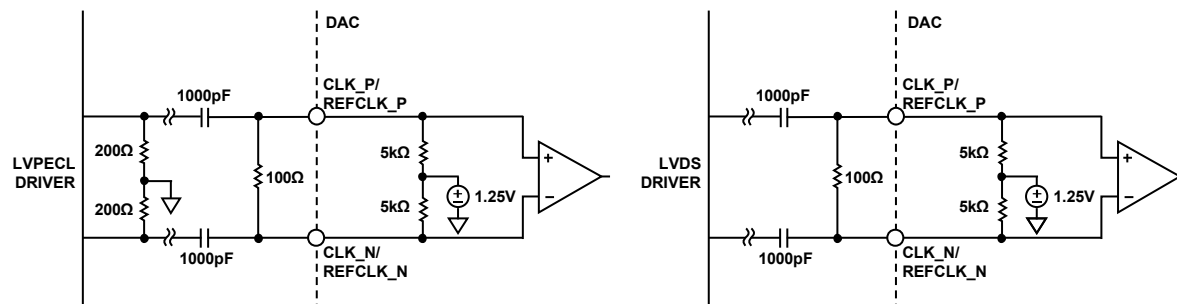 DAC
CLK_P/
REFCLK_P
1000pF
LVPECL
DRIVER
200Ω
200Ω
100Ω
5kΩ
5kΩ
1.25V
+
−
1000pF
CLK_N/
REFCLK_N
DAC
CLK_P/
REFCLK_P
1000pF
LVDS
DRIVER
100Ω
5kΩ
5kΩ
1.25V
+
−
1000pF
CLK_N/
REFCLK_N